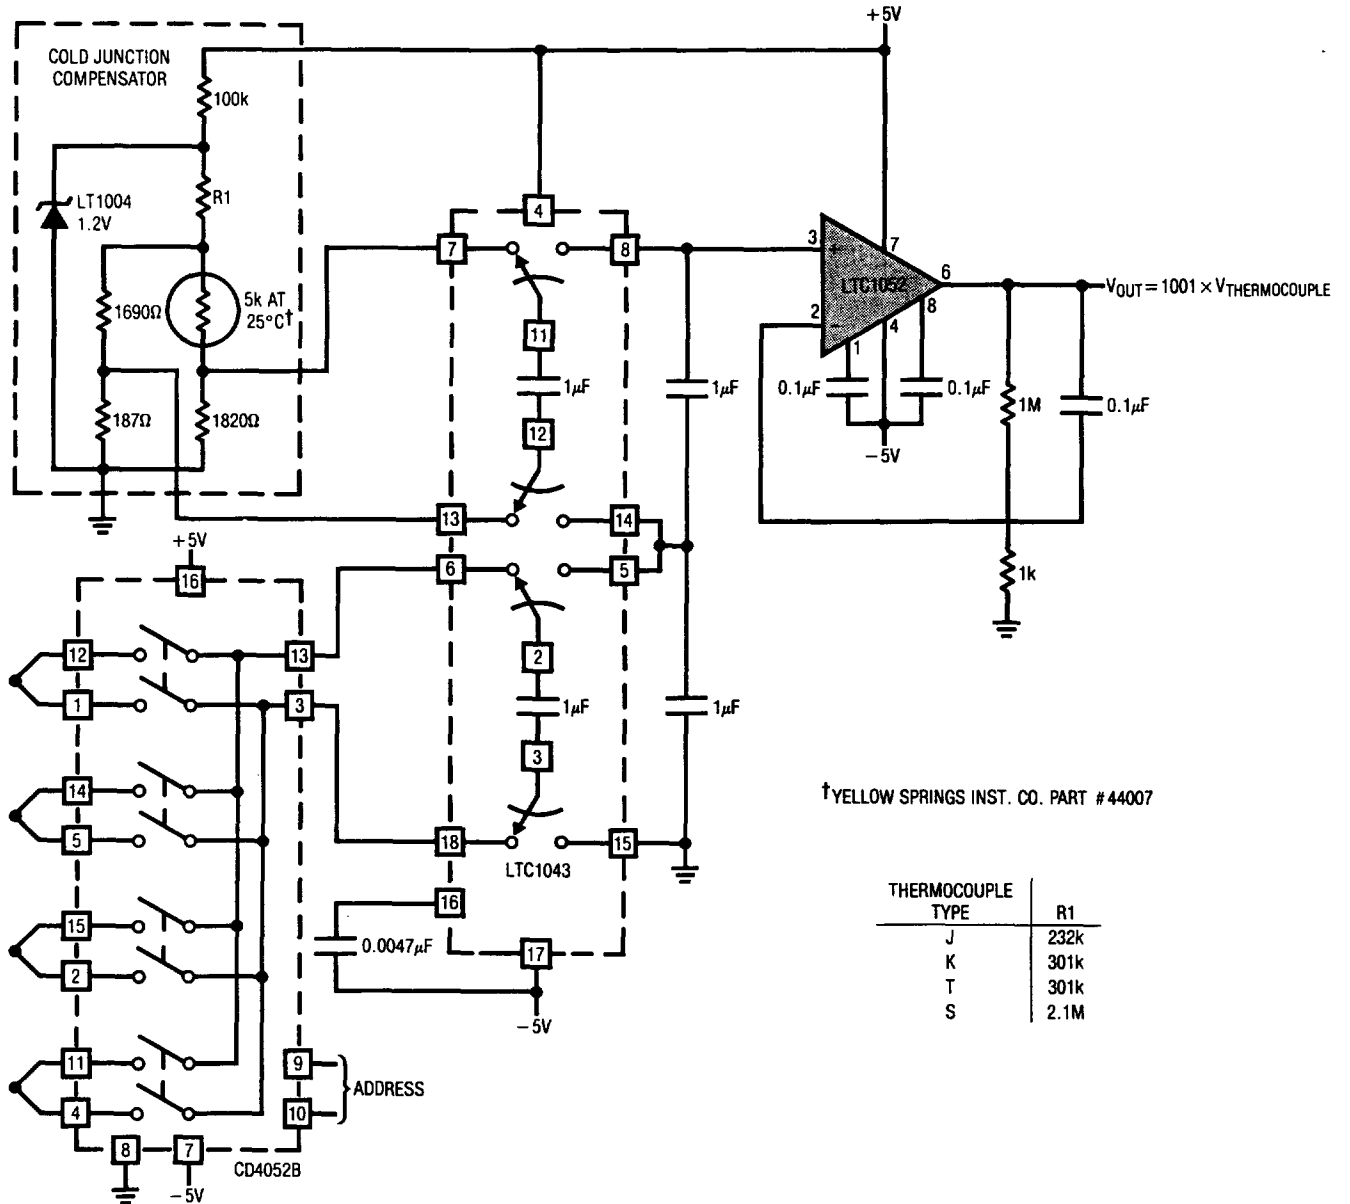 +5V
COLD JUNCTION
COMPENSATOR
100k
LT1004
1.2V
R1
1690Ω
5k AT
25°C†
187Ω
1820Ω
4
7
8
11
1μF
12
13
14
6
5
2
1μF
3
18
15
LTC1043
16
17
0.0047μF
−5V
1μF
1μF
3
+
2
−
LTC1052
7
6
8
4
1
0.1μF
0.1μF
−5V
1M
0.1μF
1k
VOUT = 1001 × VTHERMOCOUPLE
+5V
16
12
1
13
3
14
5
15
2
11
4
9
10
ADDRESS
8
7
CD4052B
−5V
†YELLOW SPRINGS INST. CO. PART #44007
THERMOCOUPLE
TYPE R1
J 232k
K 301k
T 301k
S 2.1M